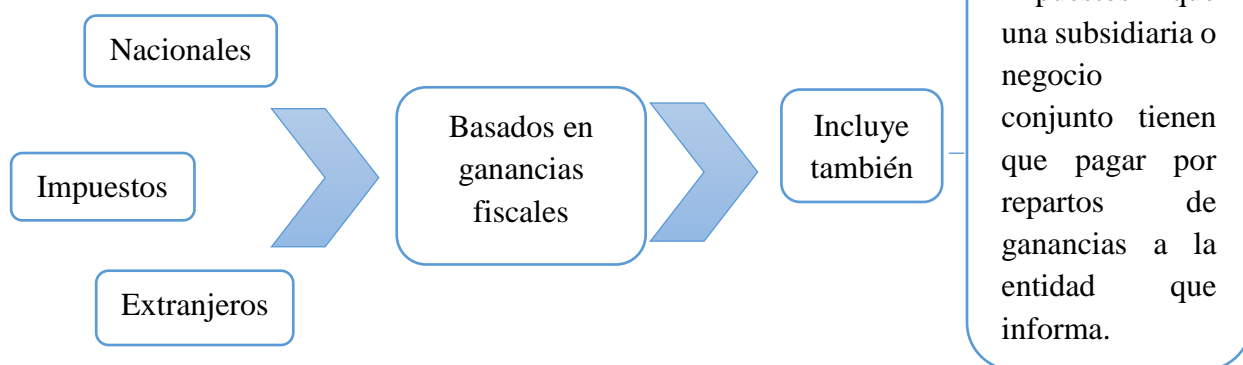 Nacionales
Impuestos
Extranjeros
Basados en
ganancias
fiscales
Incluye
también
que
una subsidiaria o
negocio
conjunto tienen
que pagar por
repartos de
ganancias a la
entidad que
informa.